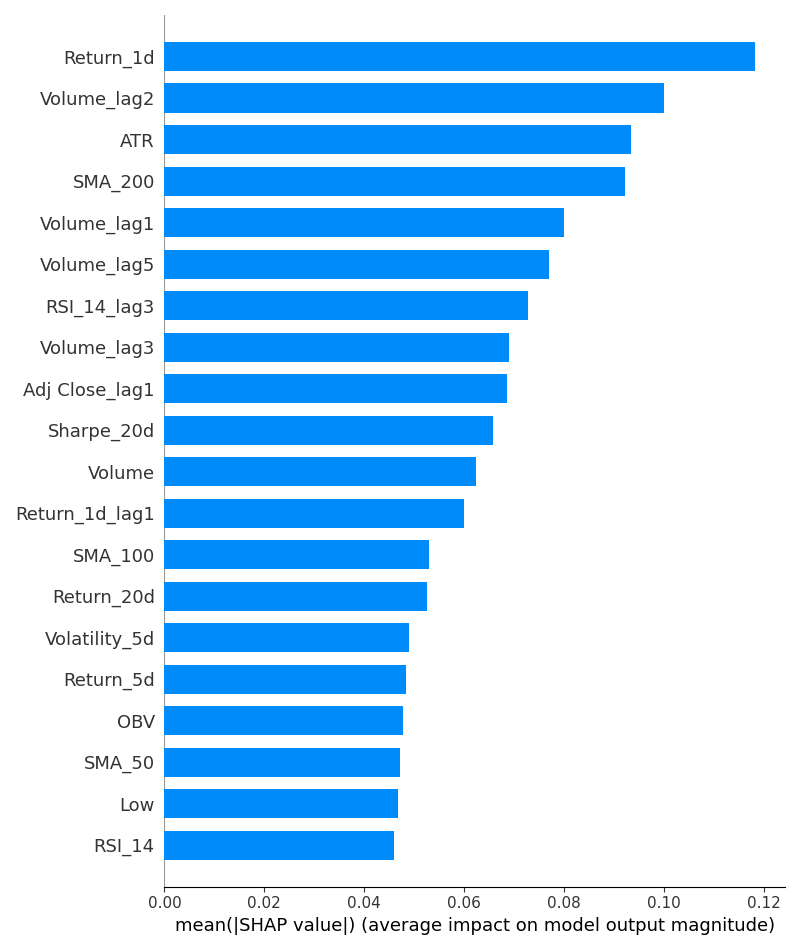 Return_1d
Volume_lag2
ATR
SMA_200
Volume_lag1
Volume_lag5
RSI_14_lag3
Volume_lag3
Adj Close_lag1
Sharpe_20d
Volume
Return_1d_lag1
SMA_100
Return_20d
Volatility_5d
Return_5d
OBV
SMA_50
Low
RSI_14
0.00 0.02 0.04 0.06 0.08 0.10 0.12
mean(|SHAP value|) (average impact on model output magnitude)